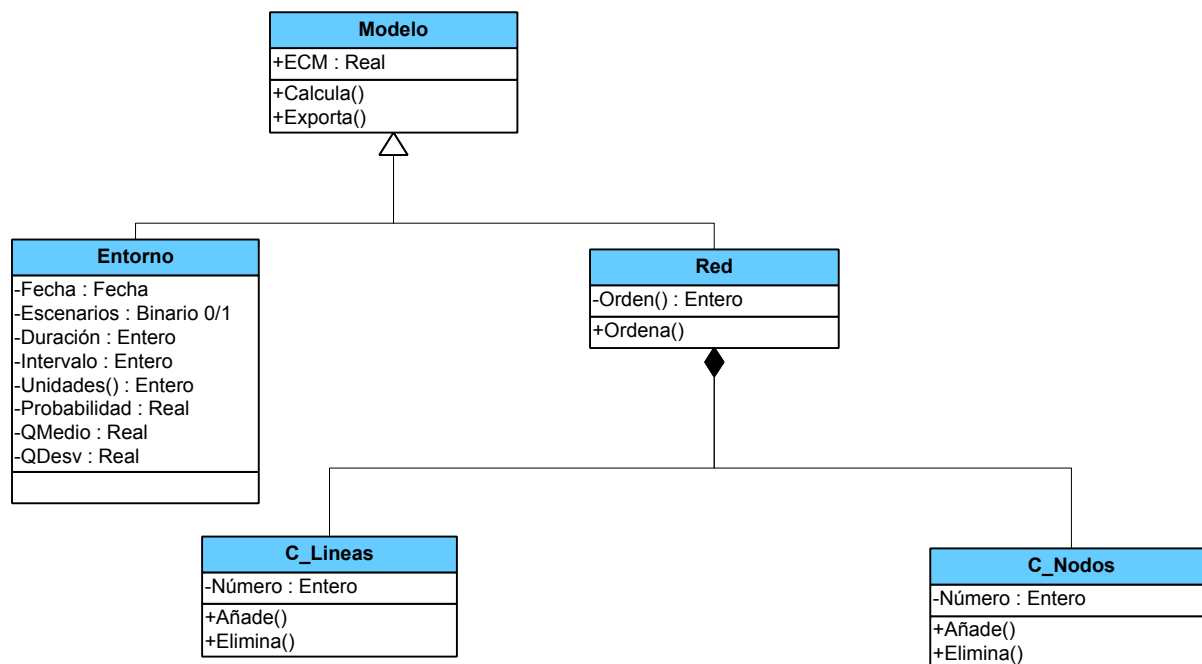 Modelo
+ECM : Real
+Calcula()
+Exporta()
Entorno
-Fecha : Fecha
-Escenarios : Binario 0/1
-Duración : Entero
-Intervalo : Entero
-Unidades() : Entero
-Probabilidad : Real
-QMedio : Real
-QDesv : Real
Red
-Orden() : Entero
+Ordena()
C_Lineas
-Número : Entero
+Añade()
+Elimina()
C_Nodos
-Número : Entero
+Añade()
+Elimina()